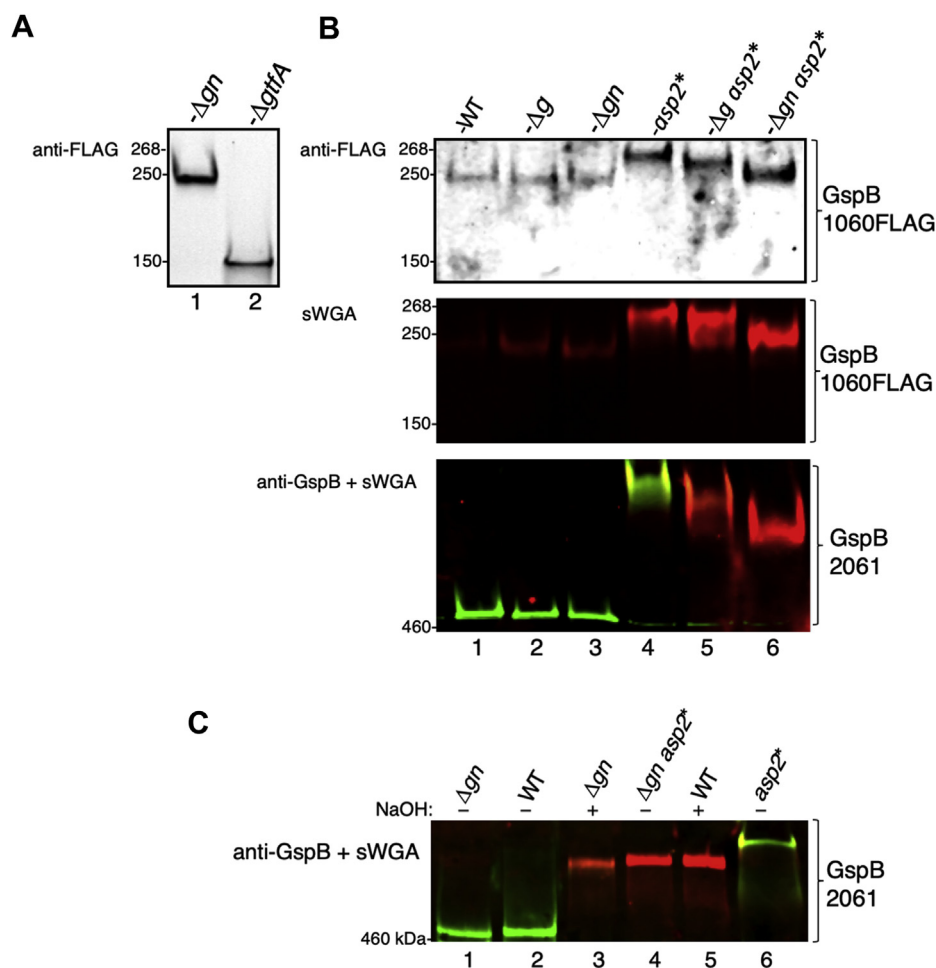 A
-Δgn
-ΔgtfA
anti-FLAG
268-
250-
150-
1 2
B
-WT
-Δg
-Δgn
-asp2*
-Δg asp2*
-Δgn asp2*
anti-FLAG
268-
250-
150-
GspB
1060FLAG
sWGA
268-
250-
150-
GspB
1060FLAG
anti-GspB + sWGA
460-
GspB
2061
1 2 3 4 5 6
C
Δgn
WT
Δgn
Δgn asp2*
WT
asp2*
NaOH: – – + – + –
anti-GspB + sWGA
460 kDa-
GspB
2061
1 2 3 4 5 6